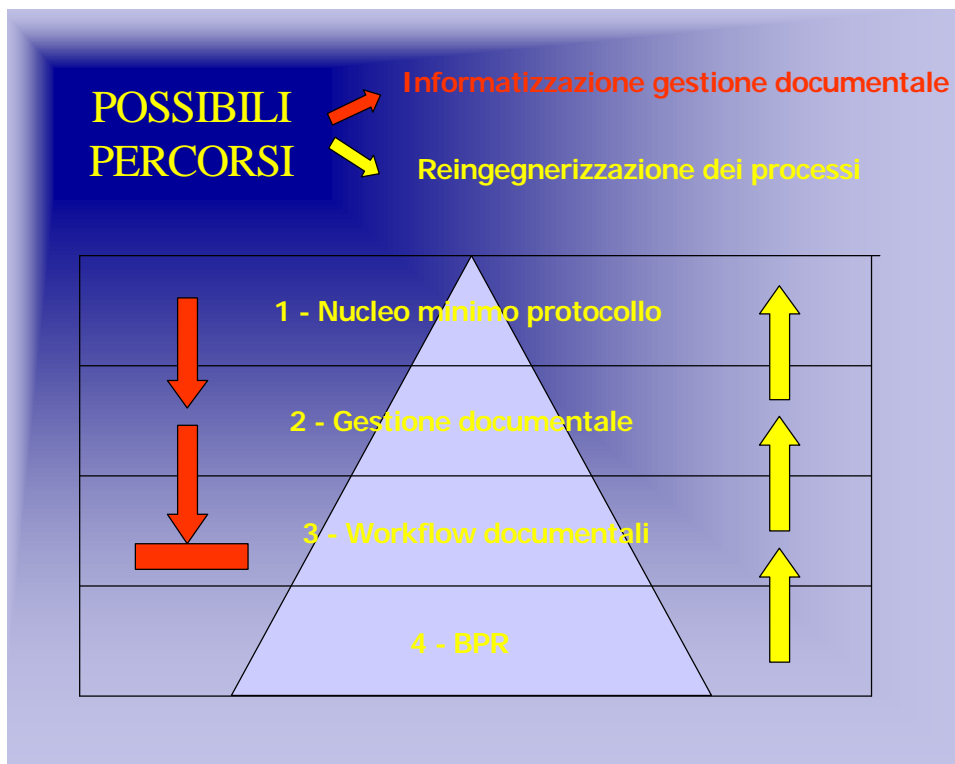 POSSIBILI
PERCORSI
Informatizzazione gestione documentale
Reingegnerizzazione dei processi
1 - Nucleo minimo protocollo
2 - Gestione documentale
3 - Workflow documentali
4 - BPR